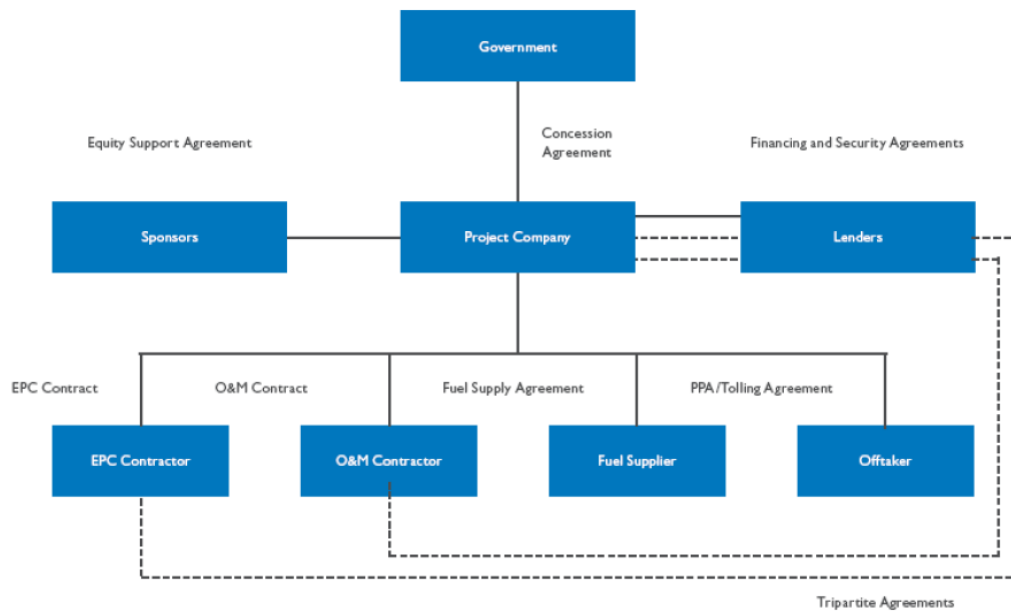 Government
Equity Support Agreement
Concession
Agreement
Financing and Security Agreements
Sponsors
Project Company
Lenders
EPC Contract
O&M Contract
Fuel Supply Agreement
PPA/Tolling Agreement
EPC Contractor
O&M Contractor
Fuel Supplier
Offtaker
Tripartite Agreements